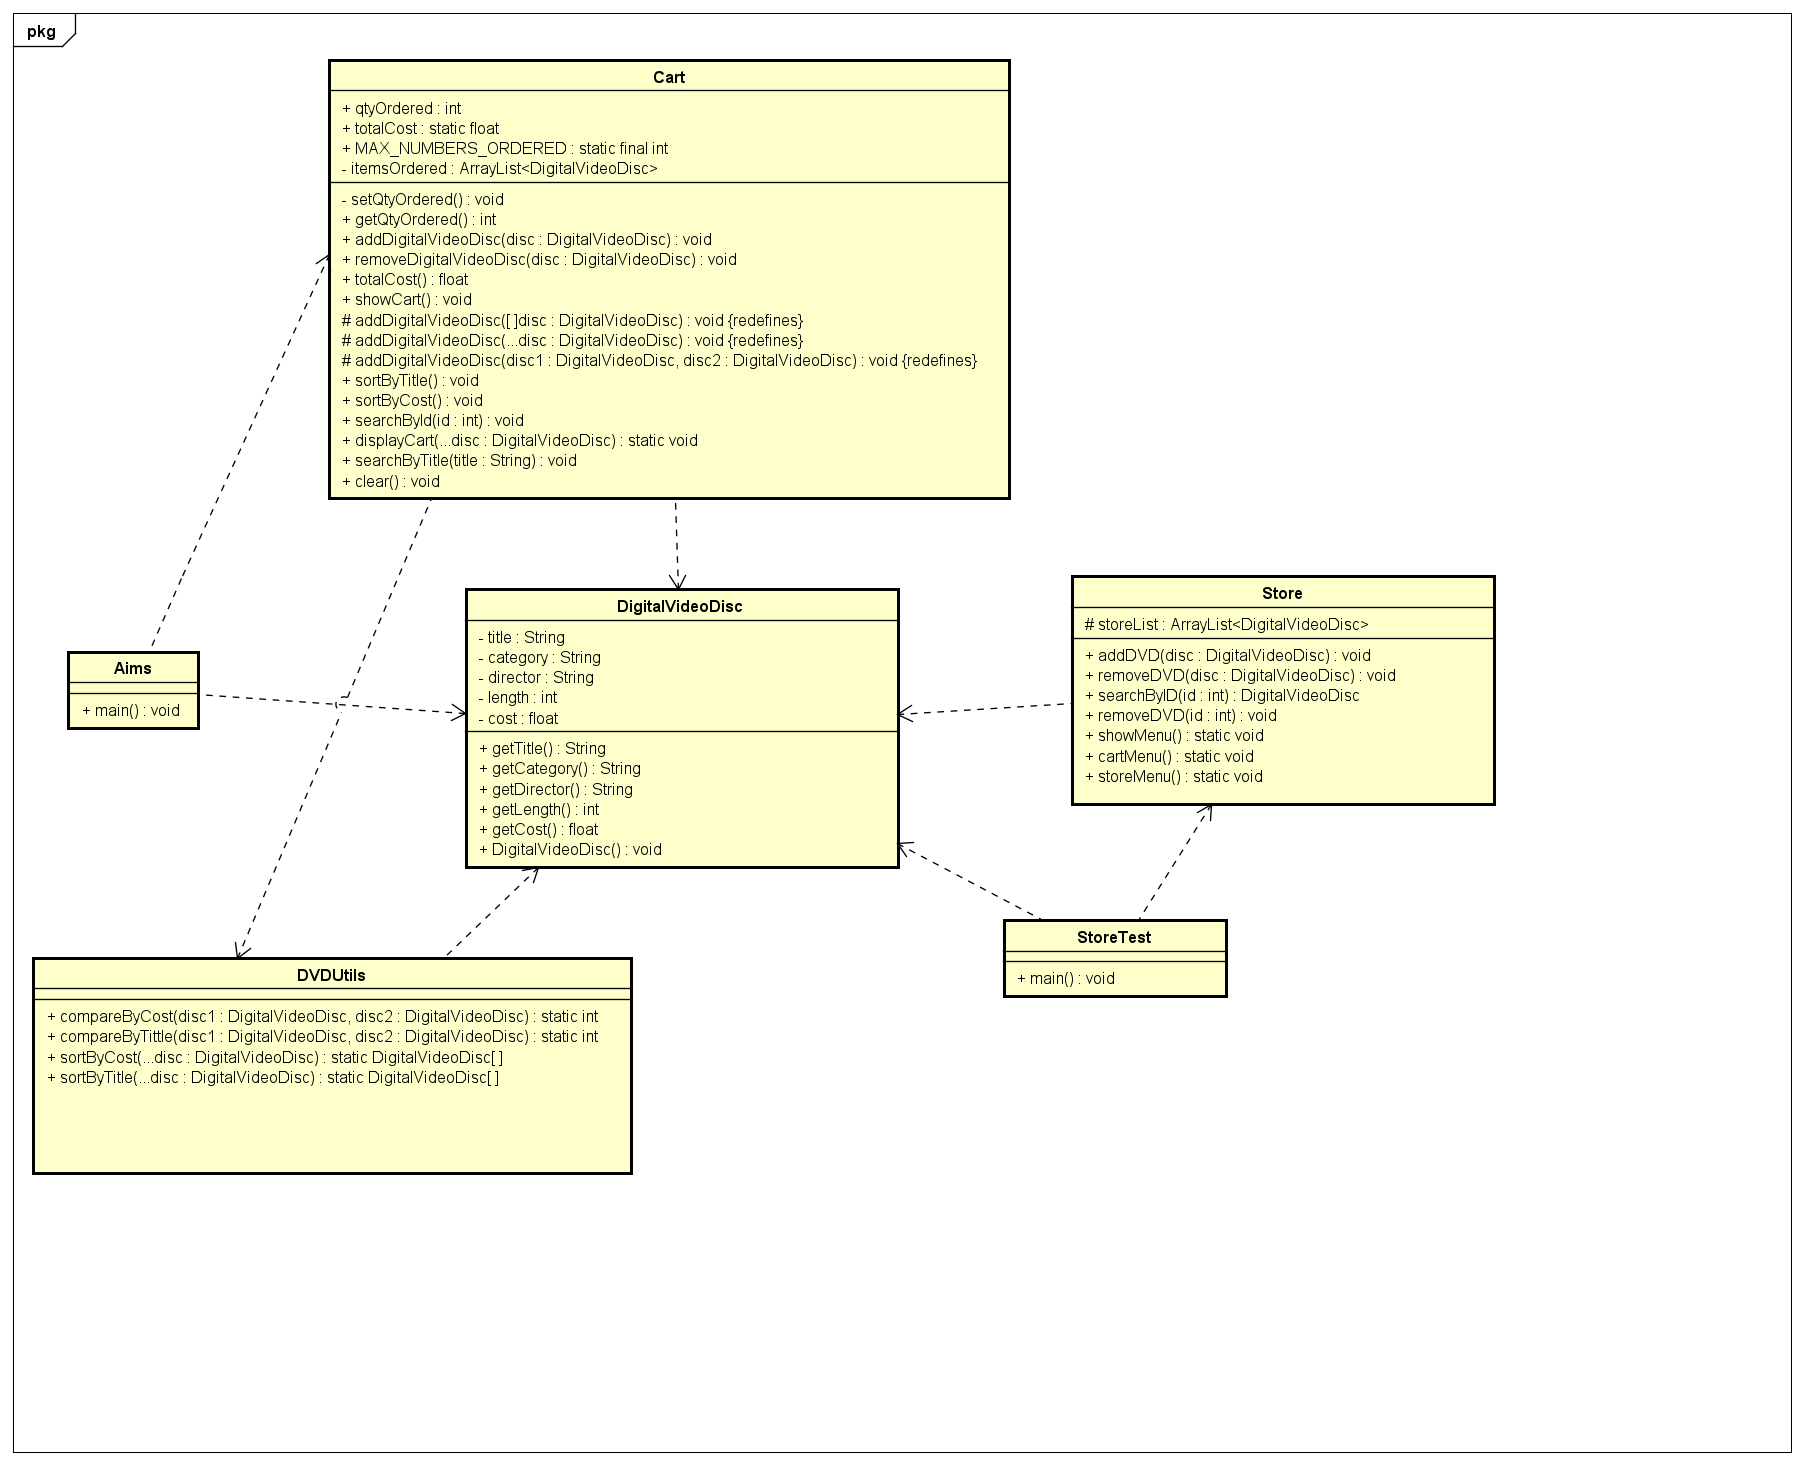 pkg
Cart
+ qtyOrdered : int
+ totalCost : static float
+ MAX_NUMBERS_ORDERED : static final int
- itemsOrdered : ArrayList<DigitalVideoDisc>
- setQtyOrdered() : void
+ getQtyOrdered() : int
+ addDigitalVideoDisc(disc : DigitalVideoDisc) : void
+ removeDigitalVideoDisc(disc : DigitalVideoDisc) : void
+ totalCost() : float
+ showCart() : void
# addDigitalVideoDisc([ ]disc : DigitalVideoDisc) : void {redefines}
# addDigitalVideoDisc(...disc : DigitalVideoDisc) : void {redefines}
# addDigitalVideoDisc(disc1 : DigitalVideoDisc, disc2 : DigitalVideoDisc) : void {redefines}
+ sortByTitle() : void
+ sortByCost() : void
+ searchById(id : int) : void
+ displayCart(...disc : DigitalVideoDisc) : static void
+ searchByTitle(title : String) : void
+ clear() : void
Aims
+ main() : void
DigitalVideoDisc
- title : String
- category : String
- director : String
- length : int
- cost : float
+ getTitle() : String
+ getCategory() : String
+ getDirector() : String
+ getLength() : int
+ getCost() : float
+ DigitalVideoDisc() : void
Store
# storeList : ArrayList<DigitalVideoDisc>
+ addDVD(disc : DigitalVideoDisc) : void
+ removeDVD(disc : DigitalVideoDisc) : void
+ searchByID(id : int) : DigitalVideoDisc
+ removeDVD(id : int) : void
+ showMenu() : static void
+ cartMenu() : static void
+ storeMenu() : static void
StoreTest
+ main() : void
DVDUtils
+ compareByCost(disc1 : DigitalVideoDisc, disc2 : DigitalVideoDisc) : static int
+ compareByTittle(disc1 : DigitalVideoDisc, disc2 : DigitalVideoDisc) : static int
+ sortByCost(...disc : DigitalVideoDisc) : static DigitalVideoDisc[ ]
+ sortByTitle(...disc : DigitalVideoDisc) : static DigitalVideoDisc[ ]